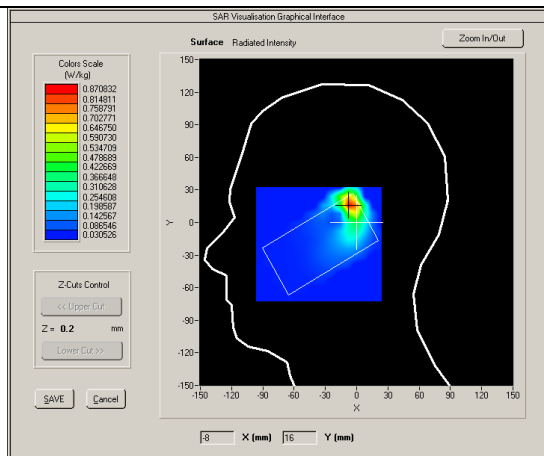 SAR Visualisation Graphical Interface
Surface Radiated Intensity
Zoom In/Out
Colors Scale
(W/kg)
0.870832
0.814811
0.758791
0.702771
0.646750
0.590730
0.534709
0.478689
0.422669
0.366648
0.310628
0.254608
0.198587
0.142567
0.086546
0.030526
Z-Cuts Control
<< Upper Cut
Z = 0.2 mm
Lower Cut >>
SAVE
Cancel
150
120
90
60
30
0
-30
-60
-90
-120
-150
Y
-150 -120 -90 -60 -30 0 30 60 90 120 150
X
-8 X (mm) 16 Y (mm)